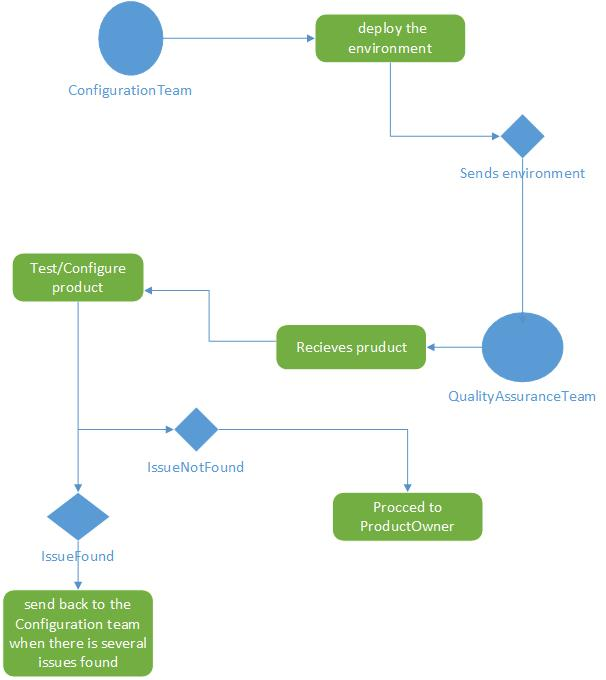 deploy the
environment
ConfigurationTeam
Sends environment
Test/Configure
product
Recieves pruduct
QualityAssuranceTeam
IssueNotFound
Procced to
ProductOwner
IssueFound
send back to the
Configuration team
when there is several
issues found